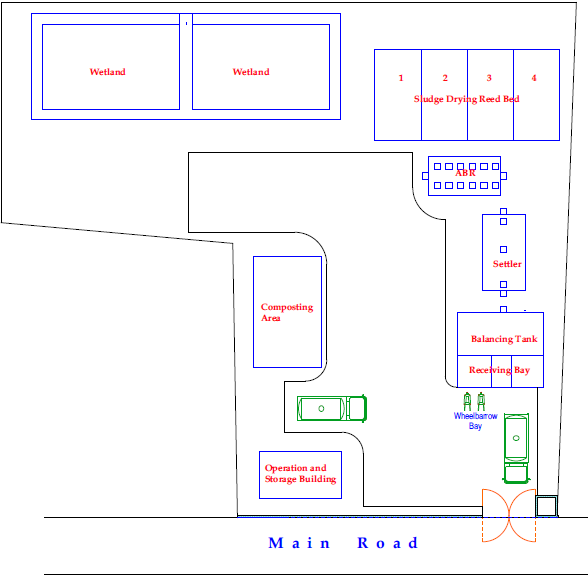 Wetland
Wetland
1 2 3 4
Sludge Drying Reed Bed
ABR
Settler
Composting
Area
Balancing Tank
Receiving Bay
Wheelbarrow
Bay
Operation and
Storage Building
Main Road